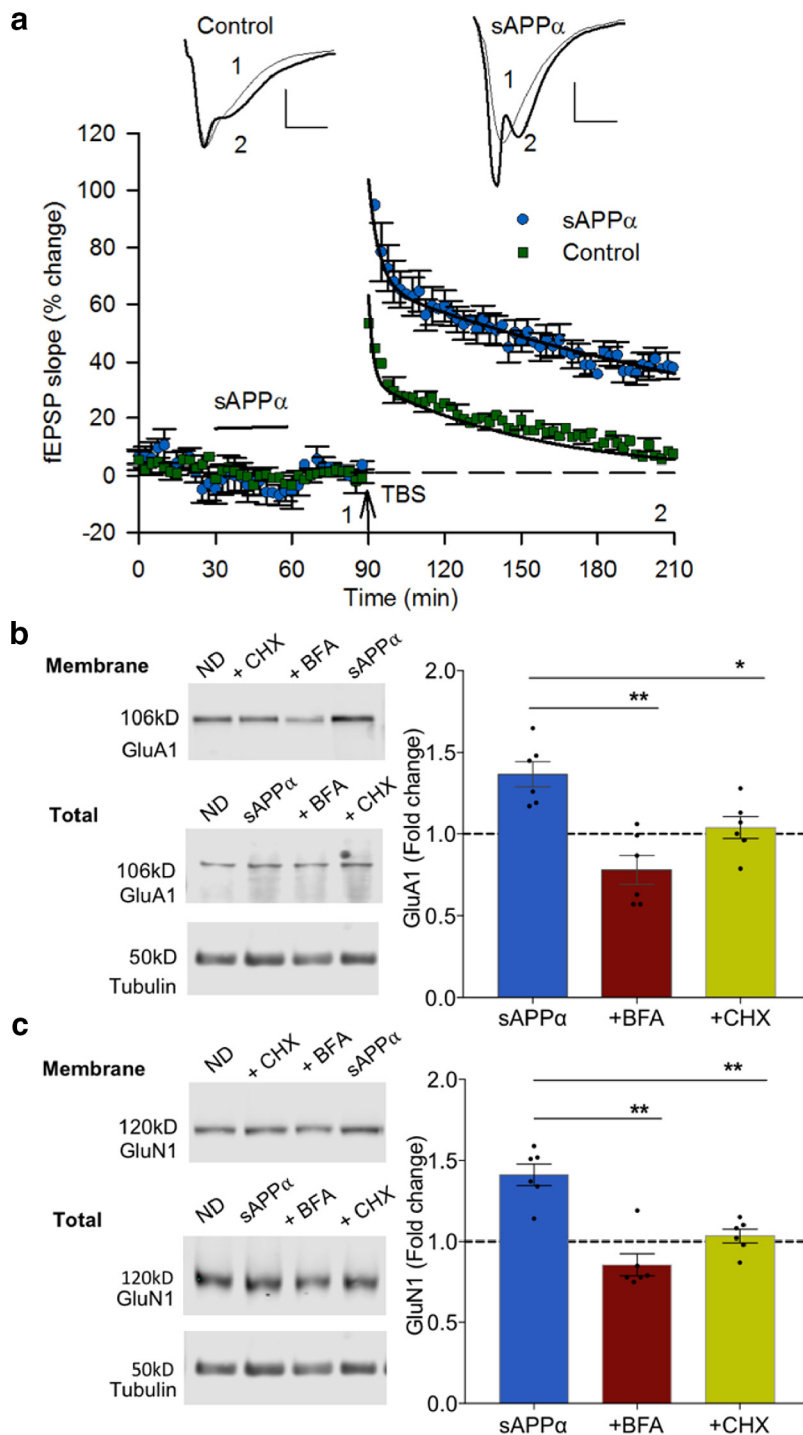 a
Control
sAPPα
1
2
1
2
120
100
80
60
40
20
0
-20
fEPSP slope (% change)
sAPPα
Control
sAPPα
1
TBS
2
0 30 60 90 120 150 180 210
Time (min)
b
Membrane
ND + CHX + BFA sAPPα
106kD
GluA1
Total
ND sAPPα + BFA + CHX
106kD
GluA1
50kD
Tubulin
GluA1 (Fold change)
2.0
1.5
1.0
0.5
0.0
*
**
sAPPα +BFA +CHX
c
Membrane
ND + CHX + BFA sAPPα
120kD
GluN1
Total
ND sAPPα + BFA + CHX
120kD
GluN1
50kD
Tubulin
GluN1 (Fold change)
2.0
1.5
1.0
0.5
0.0
**
**
sAPPα +BFA +CHX